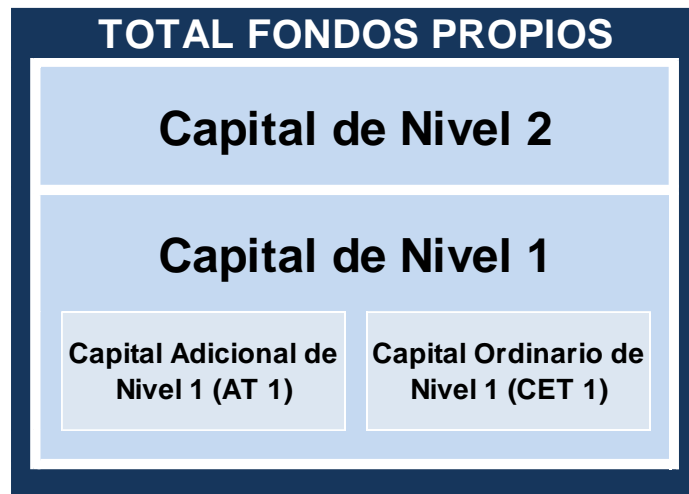 TOTAL FONDOS PROPIOS
Capital de Nivel 2
Capital de Nivel 1
Capital Adicional de
Nivel 1 (AT 1)
Capital Ordinario de
Nivel 1 (CET 1)